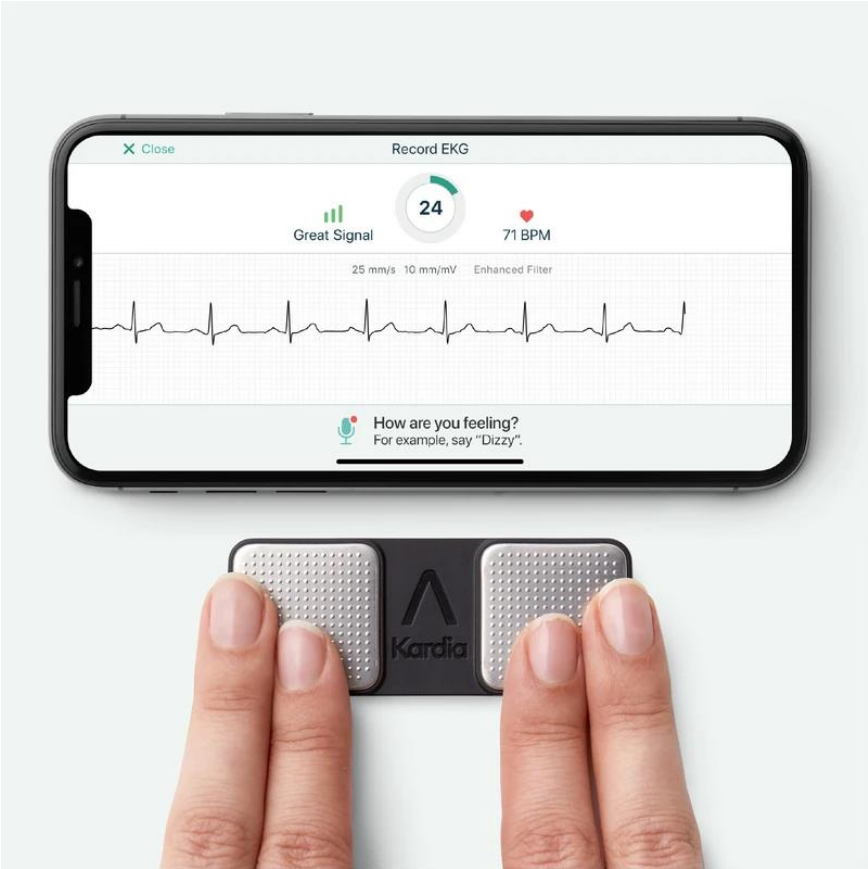 Close
Record EKG
24
Great Signal
71 BPM
25 mm/s 10 mm/mV Enhanced Filter
How are you feeling?
For example, say “Dizzy”.
Kardia